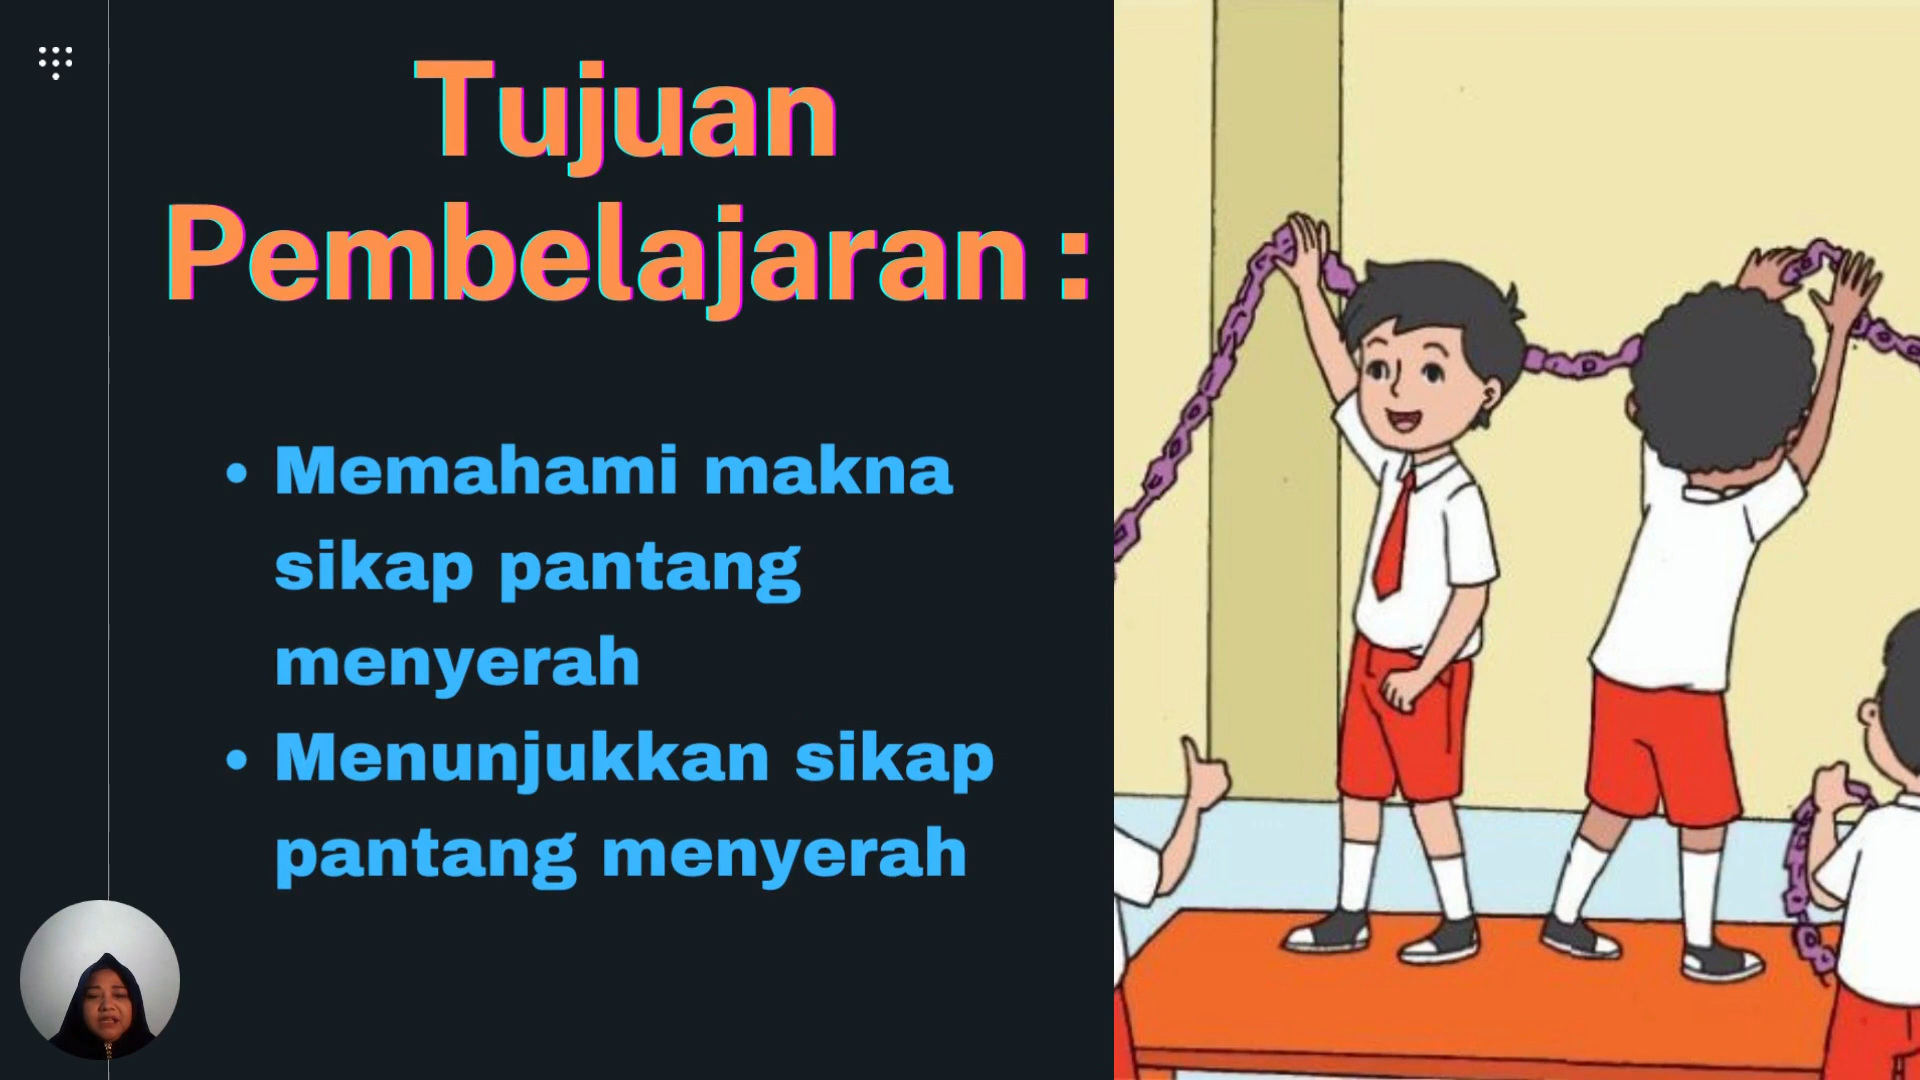 Tujuan
Pembelajaran :
• Memahami makna
sikap pantang
menyerah
• Menunjukkan sikap
pantang menyerah